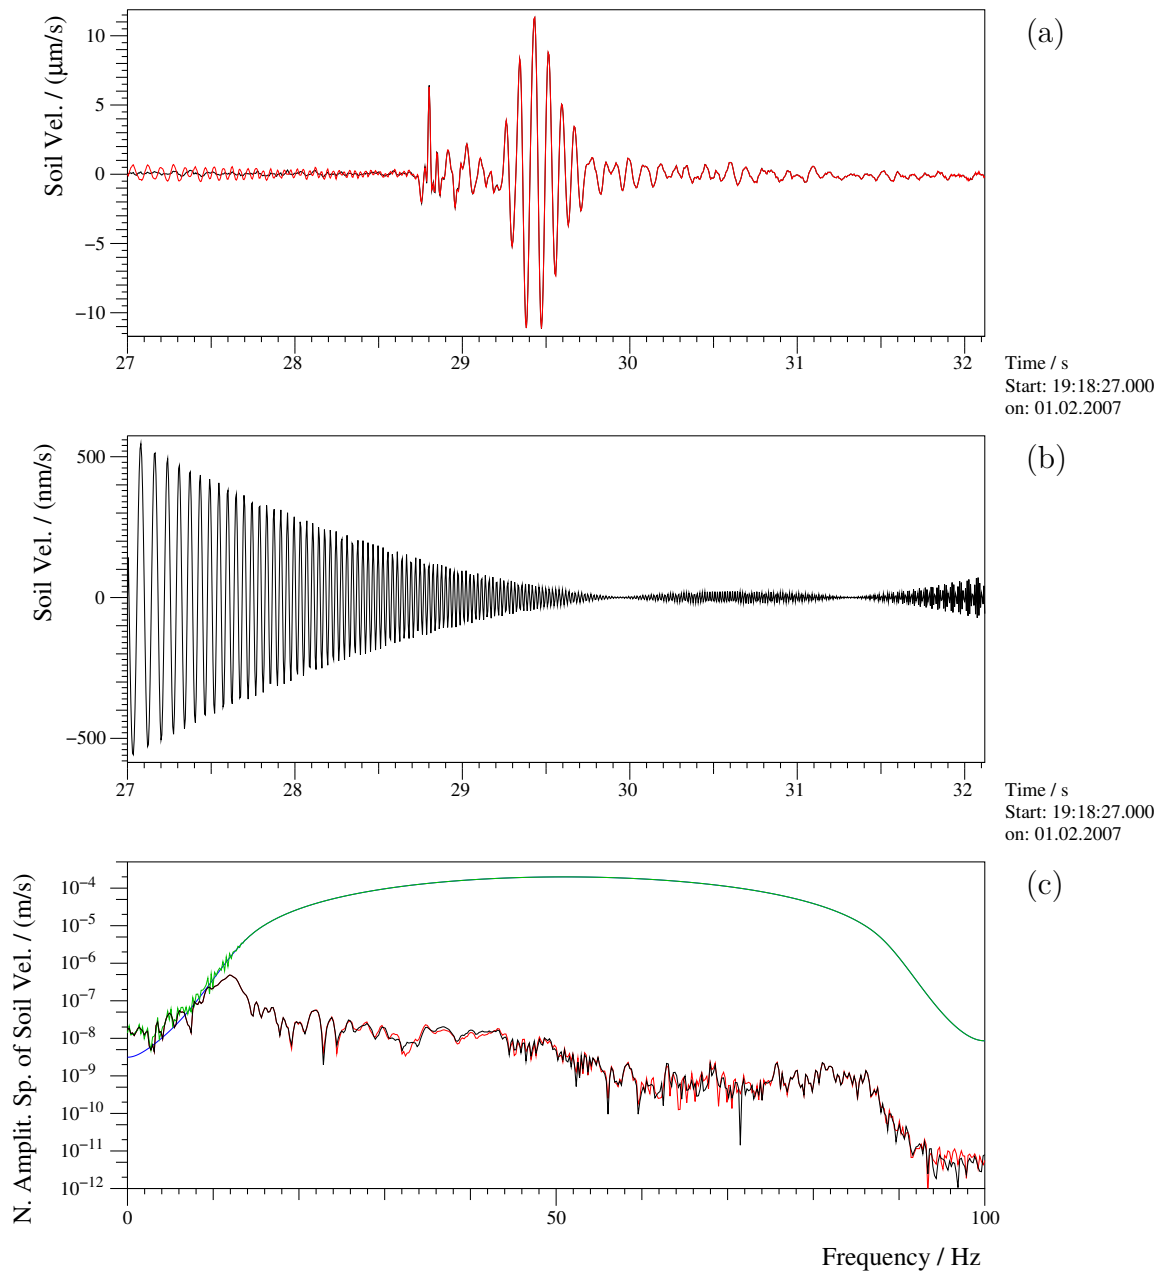 (a)
Soil Vel. / (μm/s)
10
5
0
−5
−10
27 28 29 30 31 32
Time / s
Start: 19:18:27.000
on: 01.02.2007
(b)
Soil Vel. / (nm/s)
500
0
−500
27 28 29 30 31 32
Time / s
Start: 19:18:27.000
on: 01.02.2007
(c)
N. Amplit. Sp. of Soil Vel. / (m/s)
10⁻⁴
10⁻⁵
10⁻⁶
10⁻⁷
10⁻⁸
10⁻⁹
10⁻¹⁰
10⁻¹¹
10⁻¹²
0 50 100
Frequency / Hz